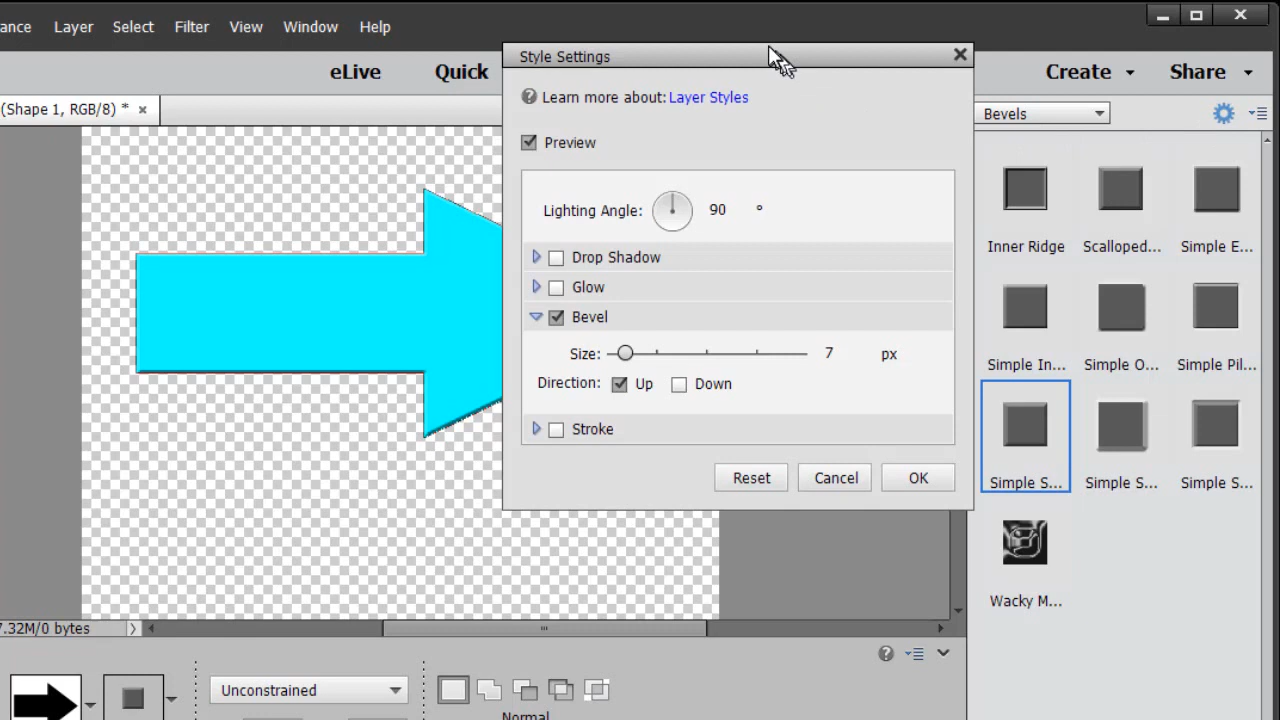 ance Layer Select Filter View Window Help
eLive Quick
Create Share
(Shape 1, RGB/8) *
Style Settings
Learn more about: Layer Styles
Preview
Lighting Angle: 90 °
Drop Shadow
Glow
Bevel
Size: 7 px
Direction: Up Down
Stroke
Reset Cancel OK
Bevels
Inner Ridge Scalloped... Simple E...
Simple In... Simple O... Simple Pil...
Simple S... Simple S... Simple S...
Wacky M...
7.32M/0 bytes
Unconstrained
Normal